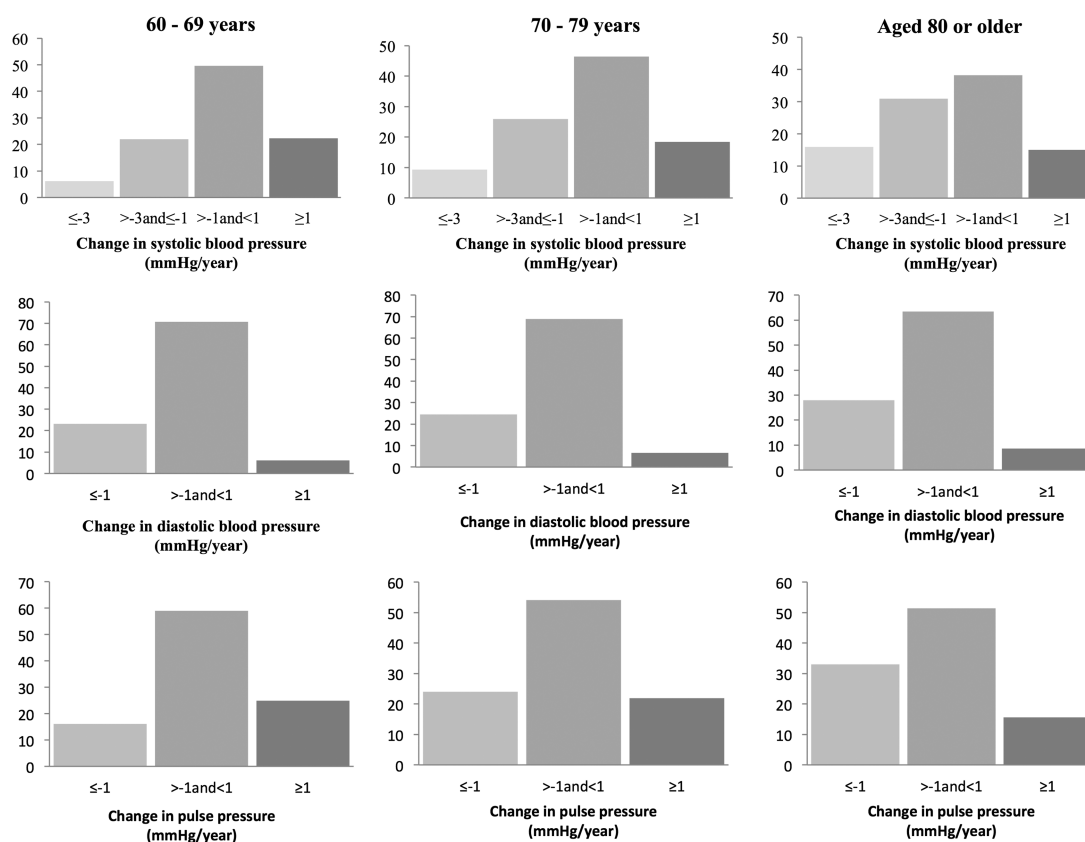 60 - 69 years
60
50
40
30
20
10
0
≤-3 >-3and≤-1 >-1and<1 ≥1
Change in systolic blood pressure
(mmHg/year)
70 - 79 years
50
40
30
20
10
0
≤-3 >-3and≤-1 >-1and<1 ≥1
Change in systolic blood pressure
(mmHg/year)
Aged 80 or older
50
40
30
20
10
0
≤-3 >-3and≤-1 >-1and<1 ≥1
Change in systolic blood pressure
(mmHg/year)
80
70
60
50
40
30
20
10
0
≤-1 >-1and<1 ≥1
Change in diastolic blood pressure
(mmHg/year)
80
70
60
50
40
30
20
10
0
≤-1 >-1and<1 ≥1
Change in diastolic blood pressure
(mmHg/year)
70
60
50
40
30
20
10
0
≤-1 >-1and<1 ≥1
Change in diastolic blood pressure
(mmHg/year)
70
60
50
40
30
20
10
0
≤-1 >-1and<1 ≥1
Change in pulse pressure
(mmHg/year)
60
50
40
30
20
10
0
≤-1 >-1and<1 ≥1
Change in pulse pressure
(mmHg/year)
60
50
40
30
20
10
0
≤-1 >-1and<1 ≥1
Change in pulse pressure
(mmHg/year)